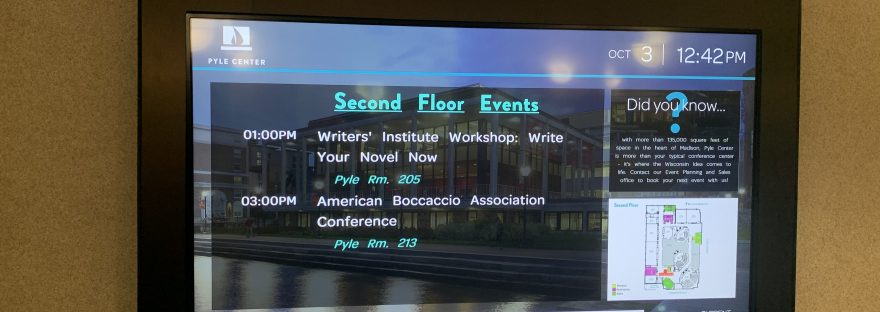 PYLE CENTER
OCT 3 | 12:42PM
Second Floor Events
01:00PM Writers' Institute Workshop: Write
Your Novel Now
Pyle Rm. 205
03:00PM American Boccaccio Association
Conference
Pyle Rm. 213
Did you know...
?
with more than 135,000 square feet of
space in the heart of Madison, Pyle Center
is more than your typical conference center
- it's where the Wisconsin Idea comes to
life. Contact our Event Planning and Sales
office to book your next event with us!
Second Floor